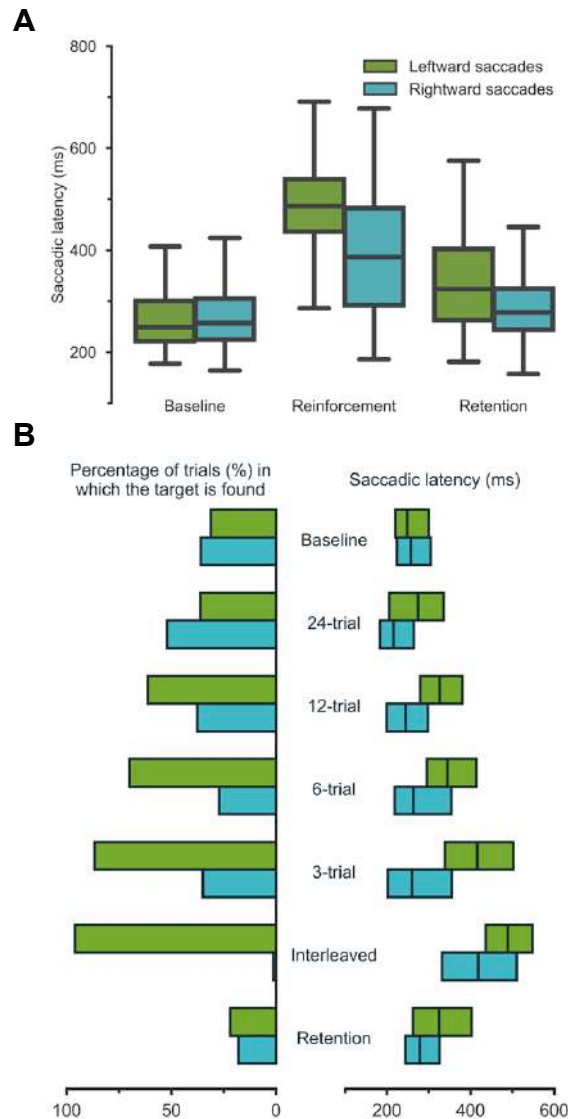 A
800
600
400
200
Saccadic latency (ms)
Leftward saccades
Rightward saccades
Baseline
Reinforcement
Retention
B
Percentage of trials (%) in
which the target is found
Saccadic latency (ms)
Baseline
24-trial
12-trial
6-trial
3-trial
Interleaved
Retention
100
50
0
200
400
600